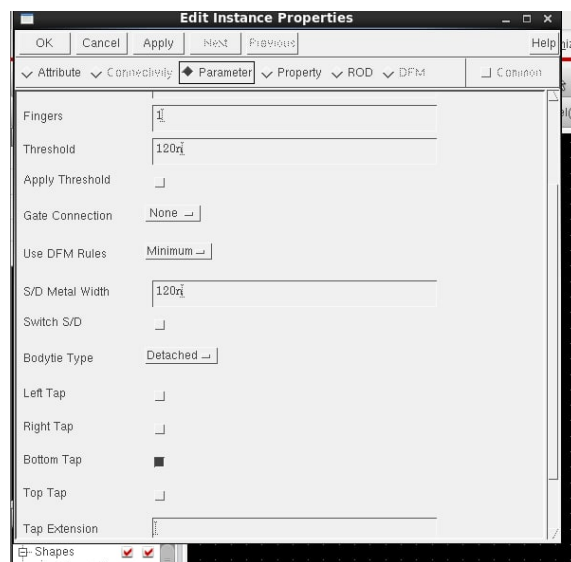 Edit Instance Properties
OK Cancel Apply Next Previous Help
Attribute Connectivity Parameter Property ROD DFM Common
Fingers 1
Threshold 120n
Apply Threshold
Gate Connection None
Use DFM Rules Minimum
S/D Metal Width 120n
Switch S/D
Bodytie Type Detached
Left Tap
Right Tap
Bottom Tap
Top Tap
Tap Extension
Shapes